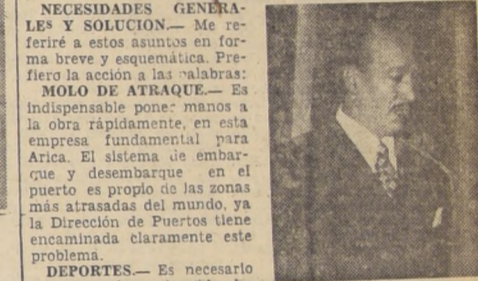 NECESIDADES GENERA-
LES Y SOLUCION.— Me re-
feriré a estos asuntos en for-
ma breve y esquemática. Pre-
fiero la acción a las palabras:
MOLO DE ATRAQUE.— Es
indispensable poner manos a
la obra rápidamente, en esta
empresa fundamental para
Arica. El sistema de embar-
que y desembarque en el
puerto es propio de las zonas
más atrasadas del mundo, ya
la Dirección de Puertos tiene
encaminada claramente este
problema.
DEPORTES.— Es necesario